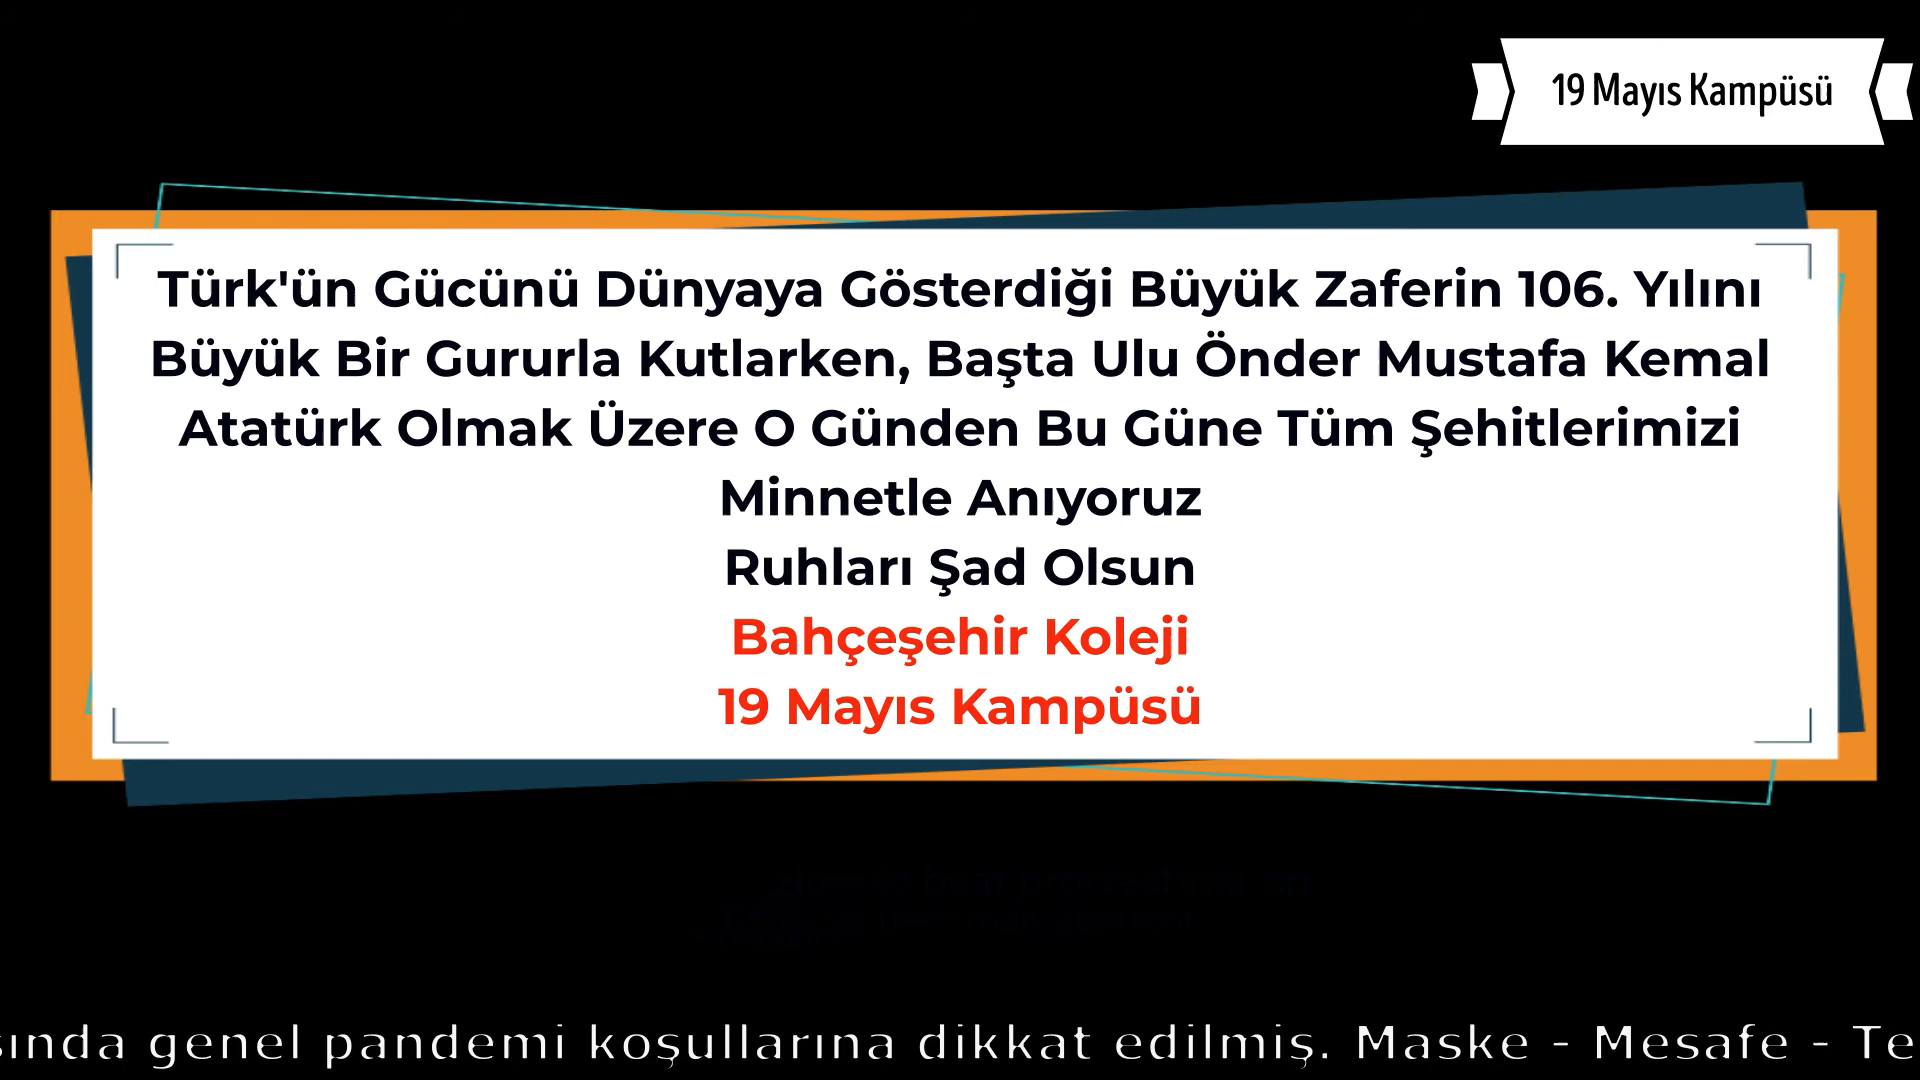 19 Mayıs Kampüsü
Türk'ün Gücünü Dünyaya Gösterdiği Büyük Zaferin 106. Yılını
Büyük Bir Gururla Kutlarken, Başta Ulu Önder Mustafa Kemal
Atatürk Olmak Üzere O Günden Bu Güne Tüm Şehitlerimizi
Minnetle Anıyoruz
Ruhları Şad Olsun
Bahçeşehir Koleji
19 Mayıs Kampüsü
genel pandemi koşullarına dikkat edilmiş. Maske - Mesafe -